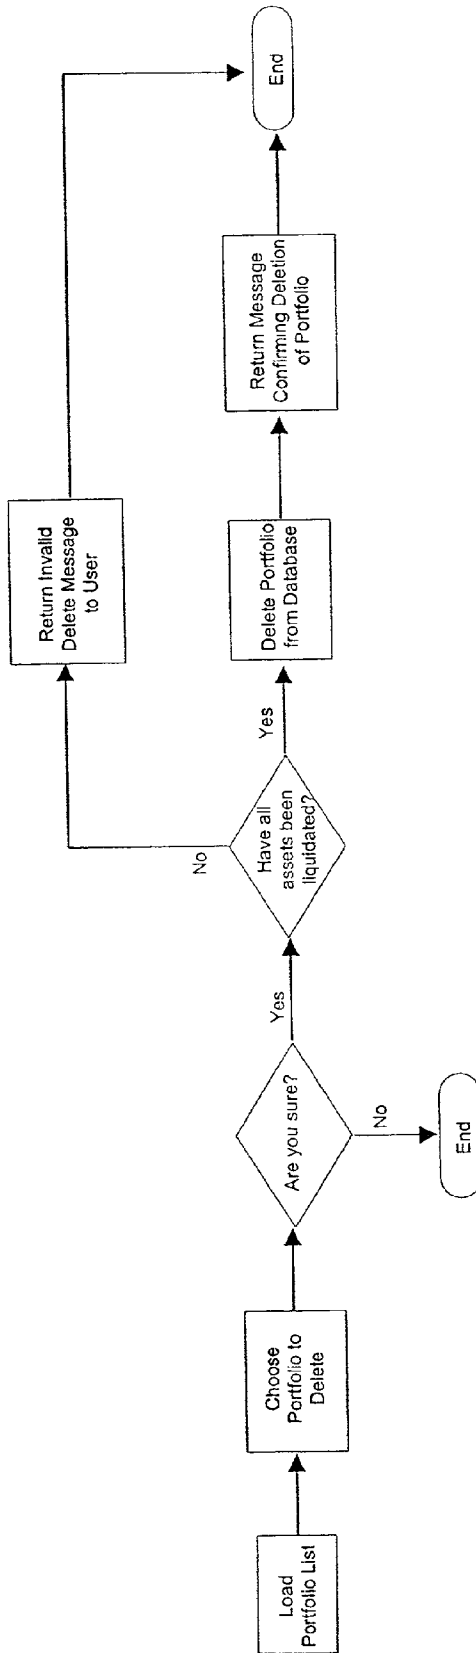 Load
Portfolio List
Choose
Portfolio to
Delete
Are you sure?
No
End
Yes
Have all
assets been
liquidated?
No
Return Invalid
Delete Message
to User
Yes
Delete Portfolio
from Database
Return Message
Confirming Deletion
of Portfolio
End